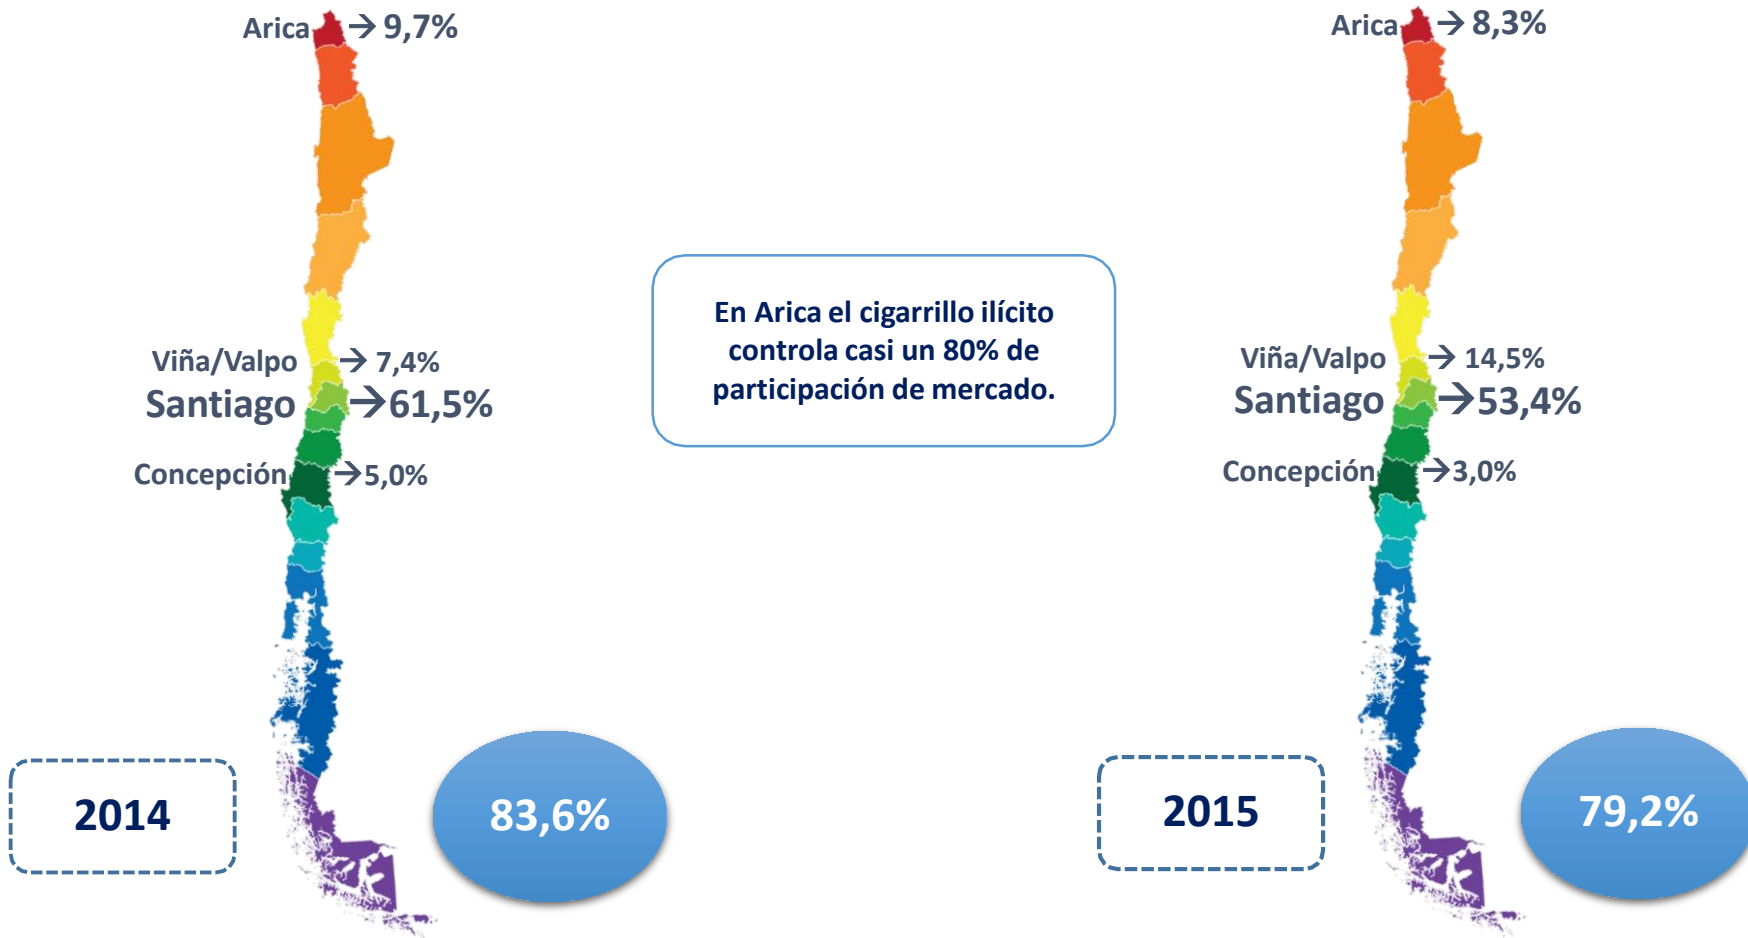 Arica → 9,7%
Viña/Valpo → 7,4%
Santiago → 61,5%
Concepción → 5,0%
2014
83,6%
En Arica el cigarrillo ilícito
controla casi un 80% de
participación de mercado.
Arica → 8,3%
Viña/Valpo → 14,5%
Santiago → 53,4%
Concepción → 3,0%
2015
79,2%